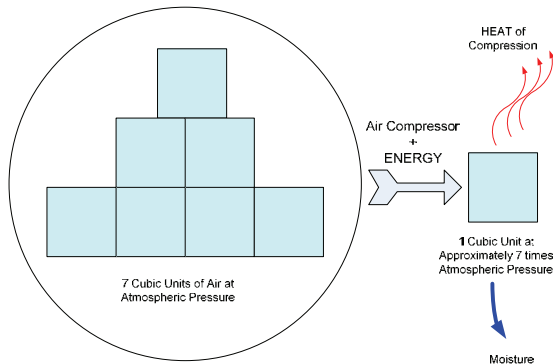 HEAT of
Compression
Air Compressor
+
ENERGY
7 Cubic Units of Air at
Atmospheric Pressure
1 Cubic Unit at
Approximately 7 times
Atmospheric Pressure
Moisture